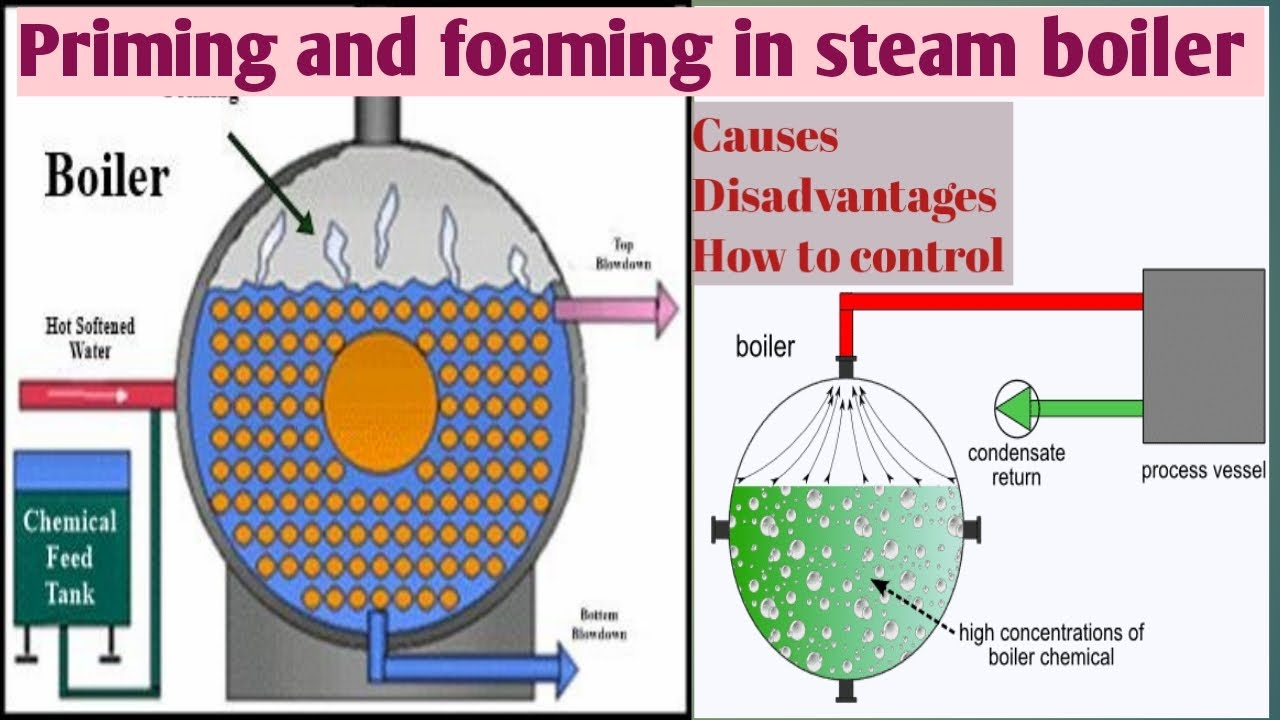 Priming and foaming in steam boiler
Boiler
Hot Softened
Water
Chemical
Feed
Tank
Top
Blowdown
Bottom
Blowdown
Causes
Disadvantages
How to control
boiler
condensate
return
process vessel
high concentrations of
boiler chemical